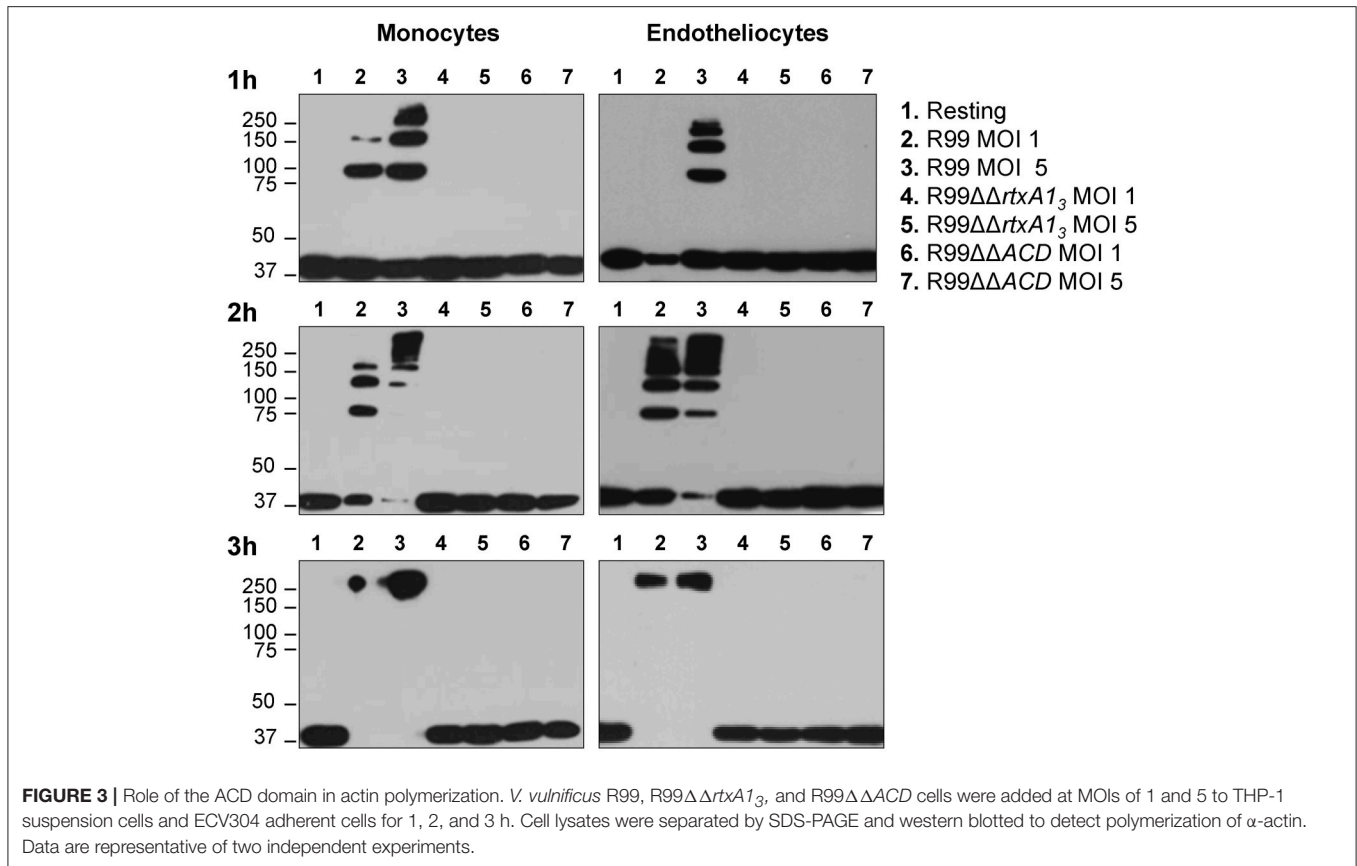 Monocytes Endotheliocytes
1h 1 2 3 4 5 6 7 1 2 3 4 5 6 7
250
150
100
75
50
37
1. Resting
2. R99 MOI 1
3. R99 MOI 5
4. R99ΔΔrtxA1₃ MOI 1
5. R99ΔΔrtxA1₃ MOI 5
6. R99ΔΔACD MOI 1
7. R99ΔΔACD MOI 5
2h 1 2 3 4 5 6 7 1 2 3 4 5 6 7
250
150
100
75
50
37
3h 1 2 3 4 5 6 7 1 2 3 4 5 6 7
250
150
100
75
50
37
FIGURE 3 | Role of the ACD domain in actin polymerization. V. vulnificus R99, R99ΔΔrtxA1₃, and R99ΔΔACD cells were added at MOIs of 1 and 5 to THP-1
suspension cells and ECV304 adherent cells for 1, 2, and 3 h. Cell lysates were separated by SDS-PAGE and western blotted to detect polymerization of α-actin.
Data are representative of two independent experiments.